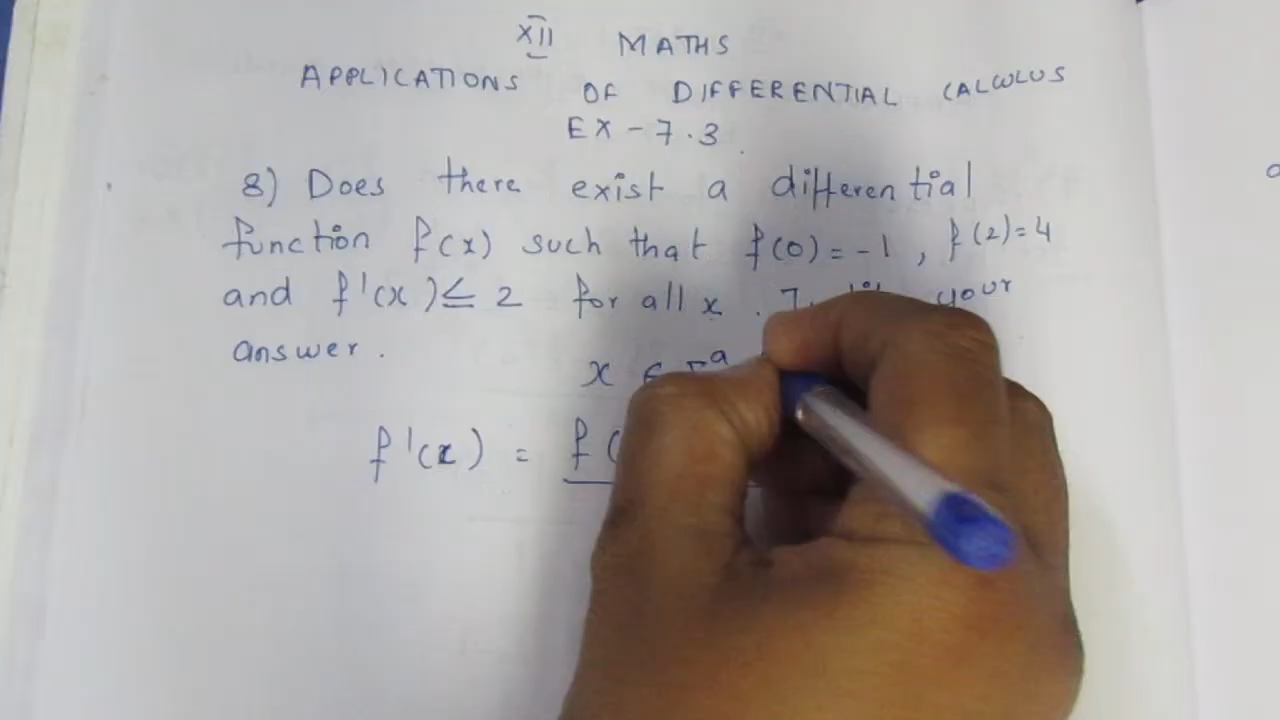 XII MATHS
APPLICATIONS OF DIFFERENTIAL CALCULUS
EX - 7.3
8) Does there exist a differential
function f(x) such that f(0) = -1 , f(2) = 4
and f'(x) ≤ 2 for all x . your
answer .
x ∈ [a
f'(x) = f(